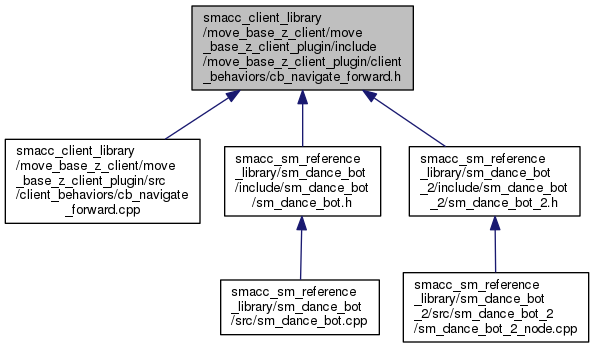 smacc_client_library
/move_base_z_client/move
_base_z_client_plugin/include
/move_base_z_client_plugin/client
_behaviors/cb_navigate_forward.h
smacc_client_library
/move_base_z_client/move
_base_z_client_plugin/src
/client_behaviors/cb_navigate
_forward.cpp
smacc_sm_reference
_library/sm_dance_bot
/include/sm_dance_bot
/sm_dance_bot.h
smacc_sm_reference
_library/sm_dance_bot
_2/include/sm_dance_bot
_2/sm_dance_bot_2.h
smacc_sm_reference
_library/sm_dance_bot
/src/sm_dance_bot.cpp
smacc_sm_reference
_library/sm_dance_bot
_2/src/sm_dance_bot_2
/sm_dance_bot_2_node.cpp